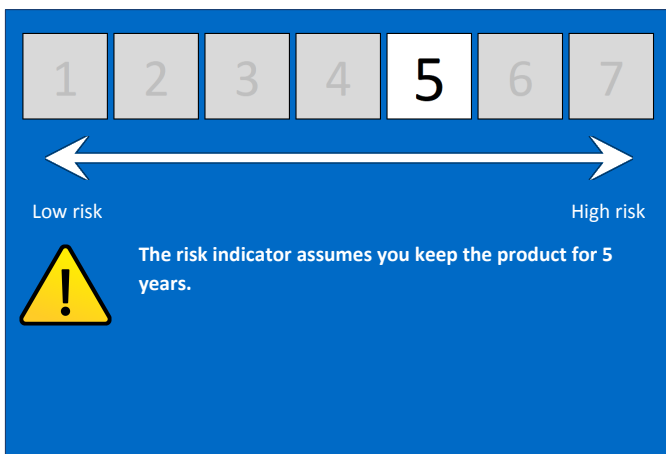 1 2 3 4 5 6 7
Low risk High risk
The risk indicator assumes you keep the product for 5
years.